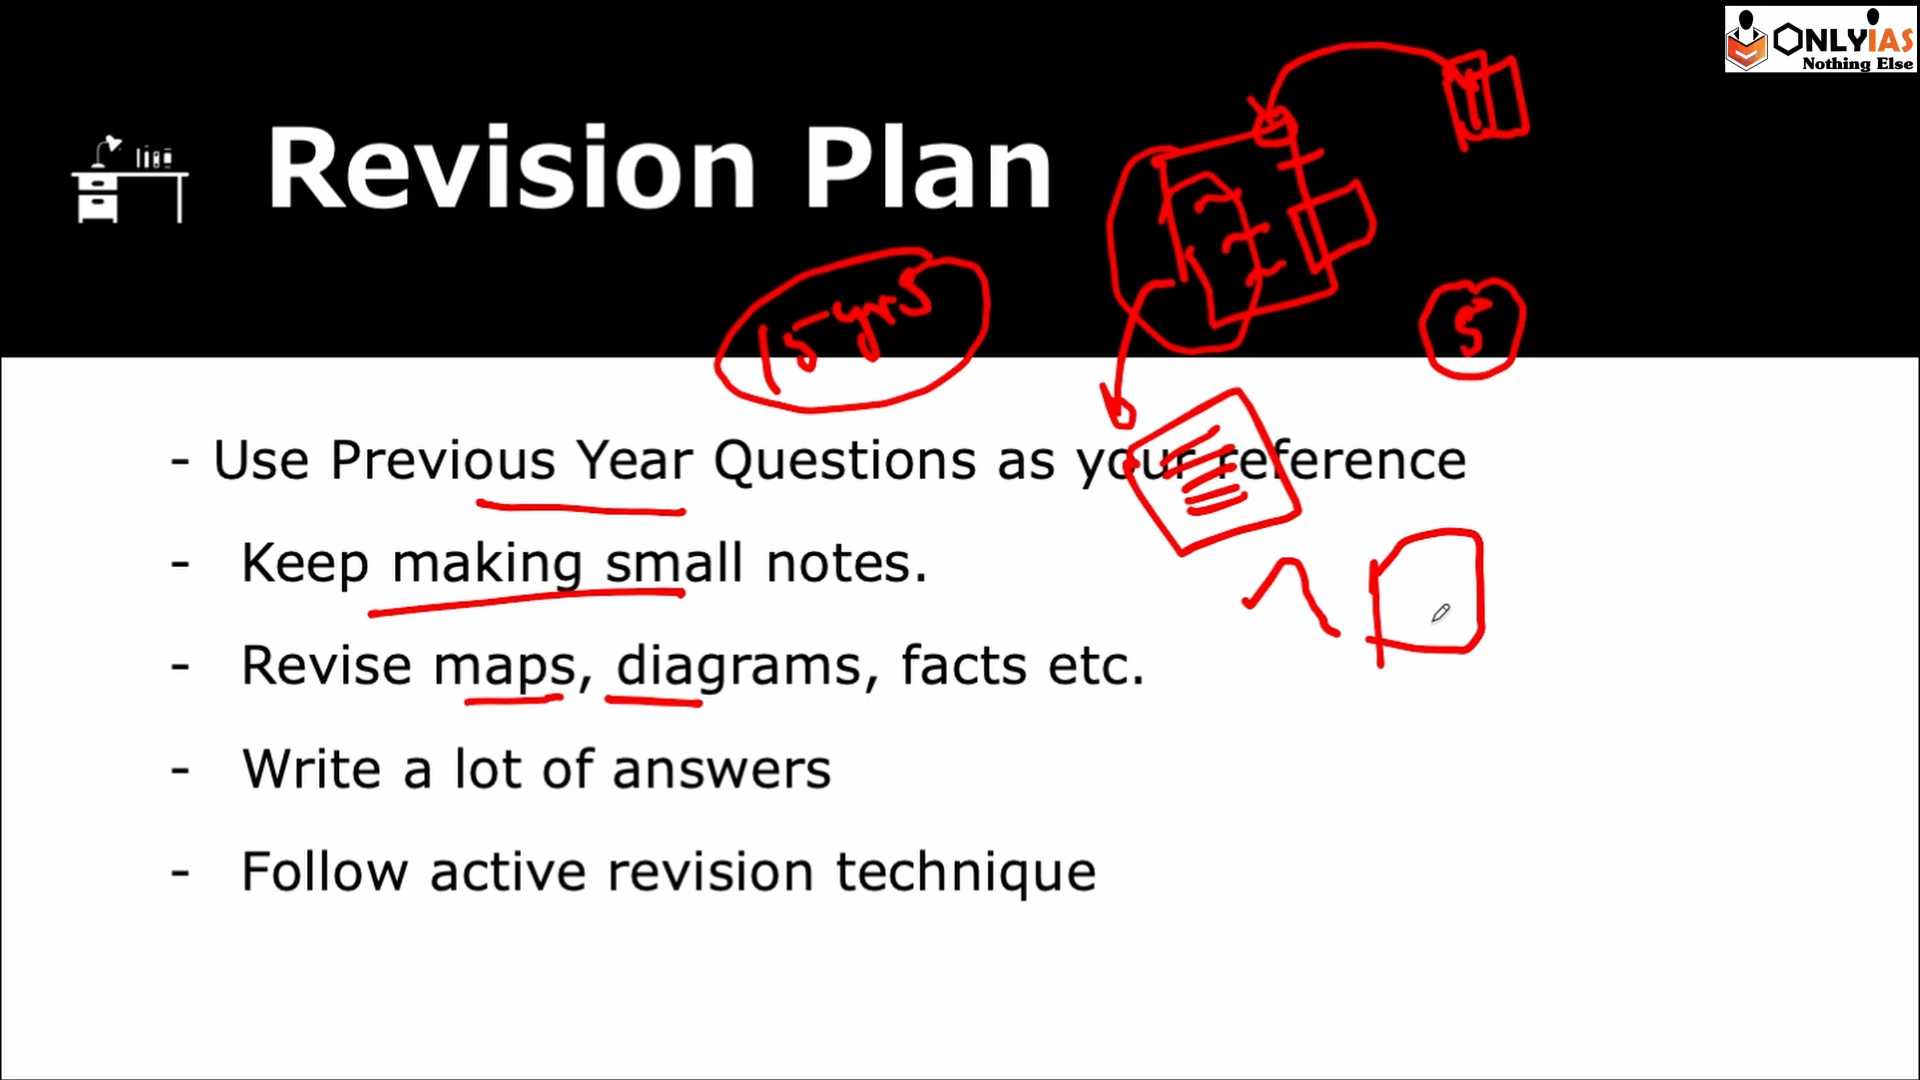 ONLYIAS
Nothing Else
Revision Plan
15 yrs
5
- Use Previous Year Questions as your reference
- Keep making small notes.
- Revise maps, diagrams, facts etc.
- Write a lot of answers
- Follow active revision technique